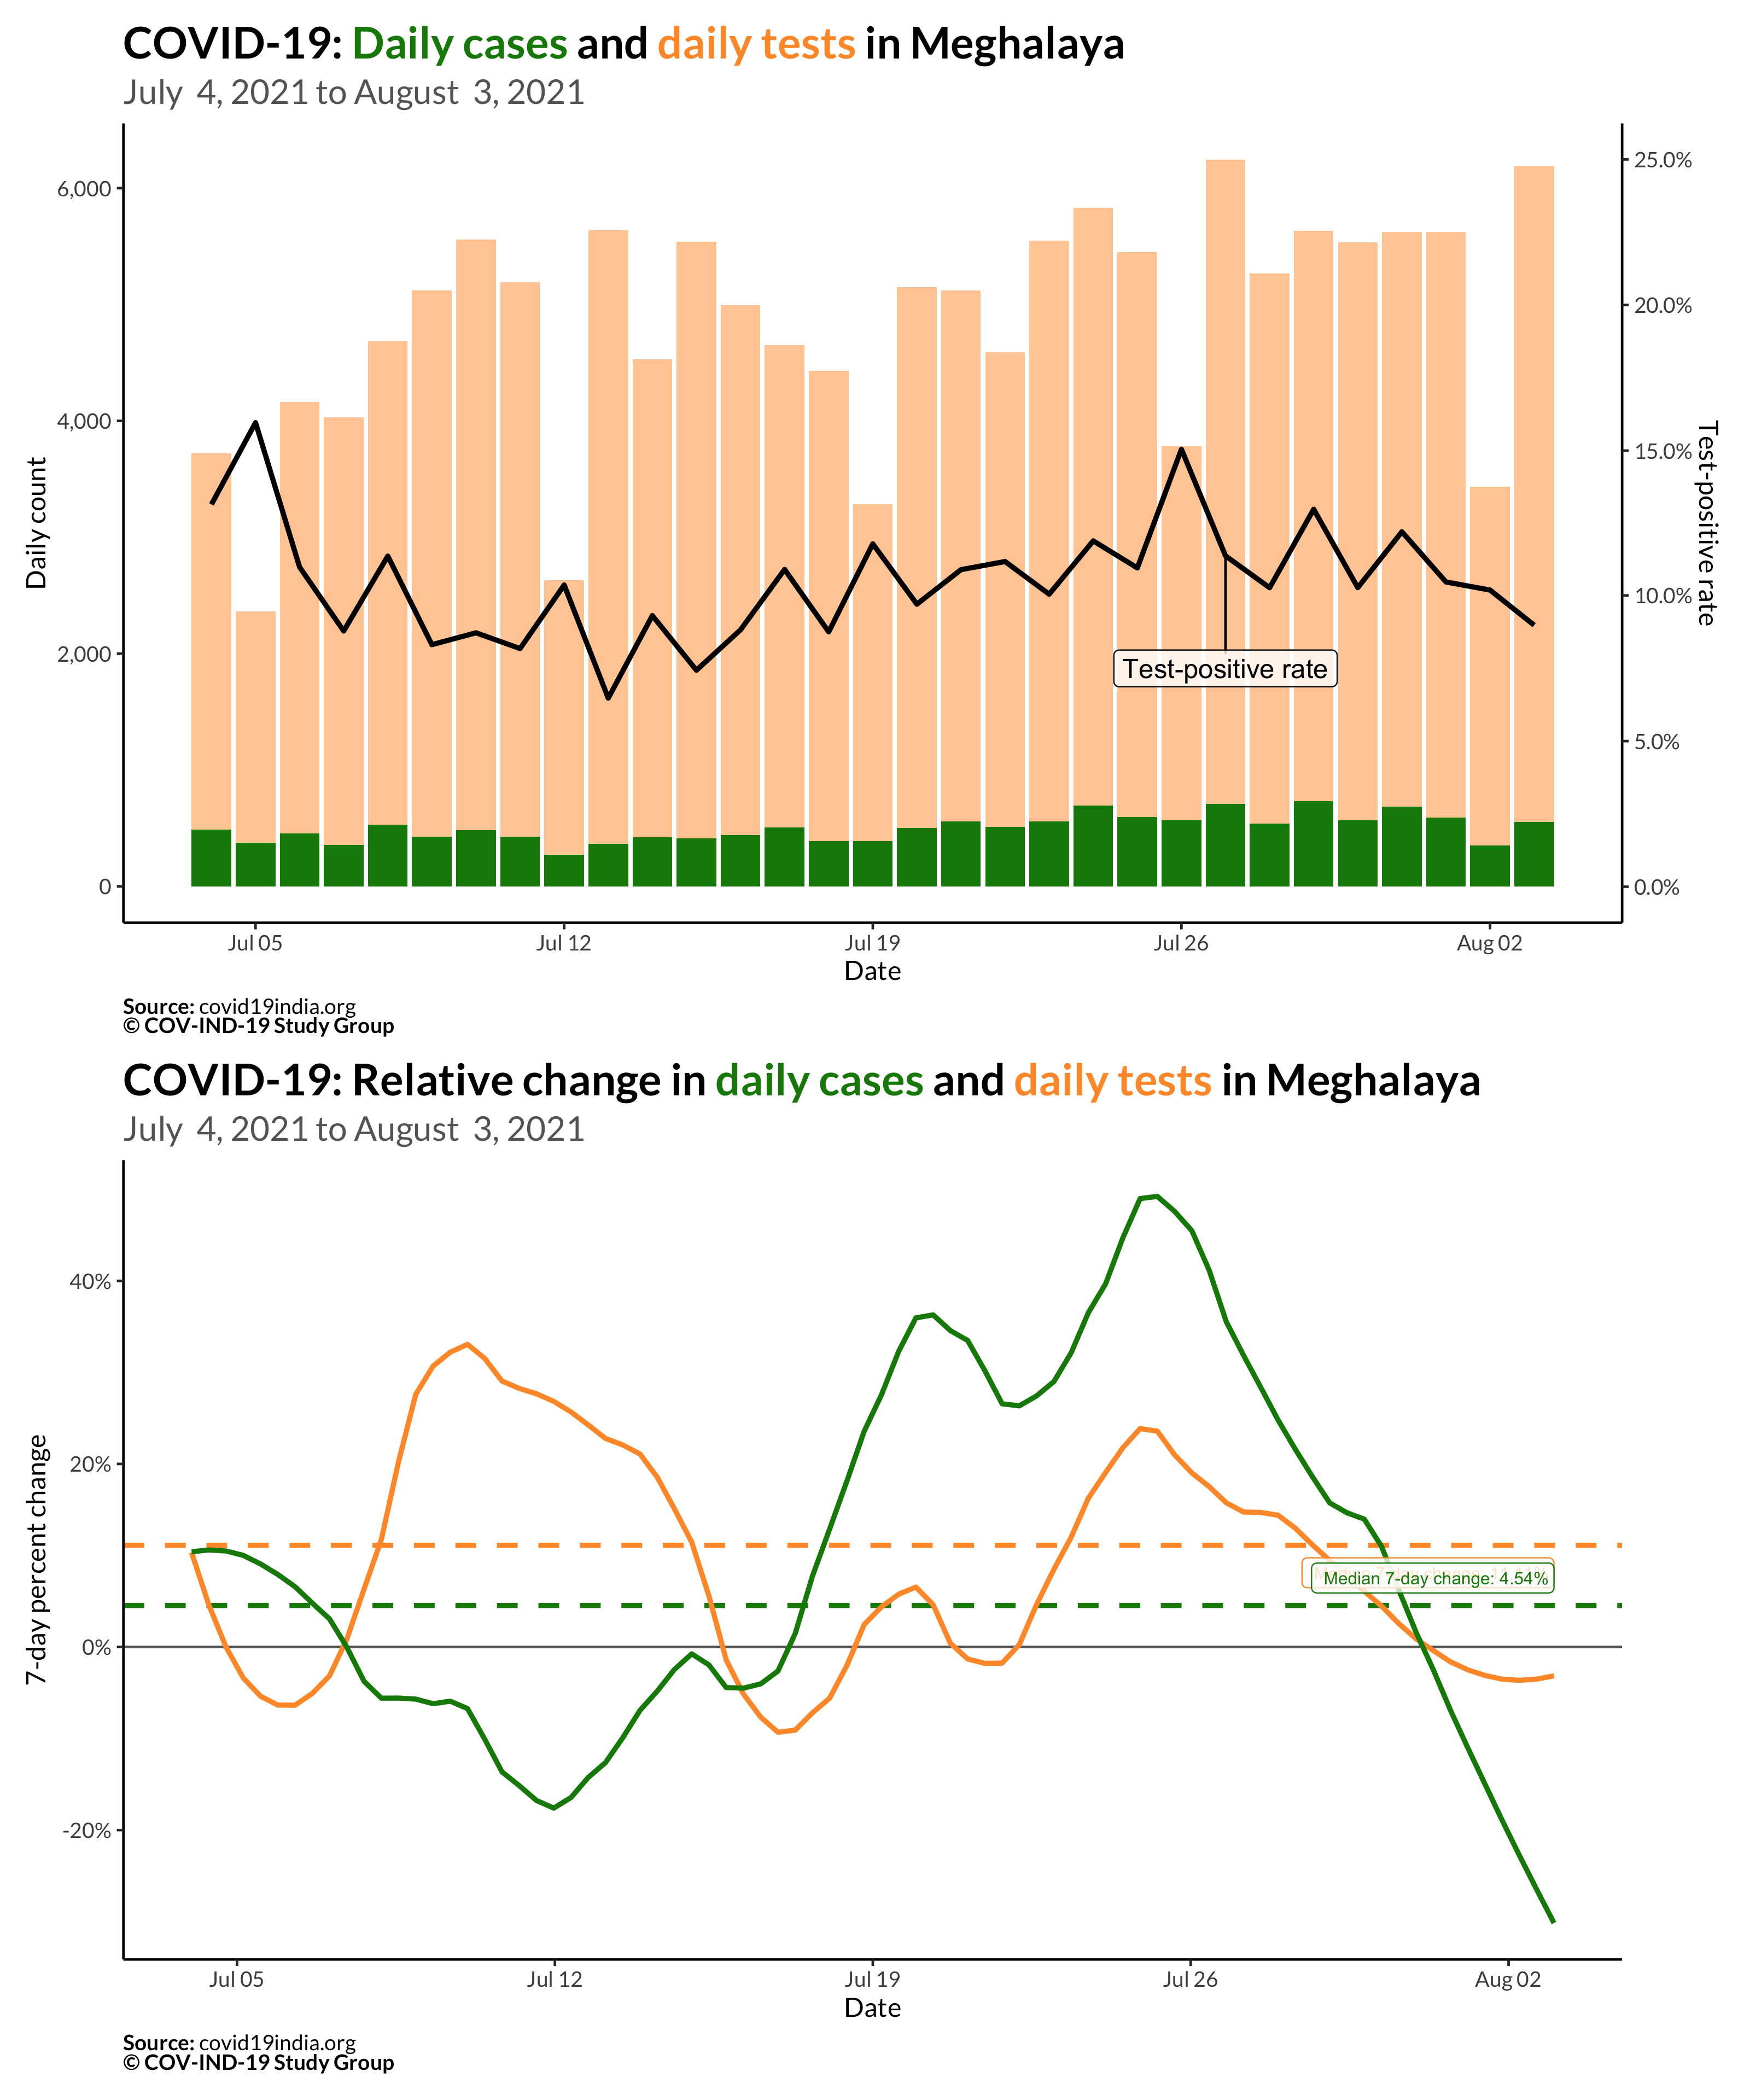 COVID-19: Daily cases and daily tests in Meghalaya
July 4, 2021 to August 3, 2021
6,000
4,000
2,000
0
Daily count
25.0%
20.0%
15.0%
10.0%
5.0%
0.0%
Test-positive rate
Test-positive rate
Jul 05
Jul 12
Jul 19
Jul 26
Aug 02
Date
Source: covid19india.org
© COV-IND-19 Study Group
COVID-19: Relative change in daily cases and daily tests in Meghalaya
July 4, 2021 to August 3, 2021
40%
20%
0%
-20%
7-day percent change
Median 7-day change: 4.54%
Jul 05
Jul 12
Jul 19
Jul 26
Aug 02
Date
Source: covid19india.org
© COV-IND-19 Study Group